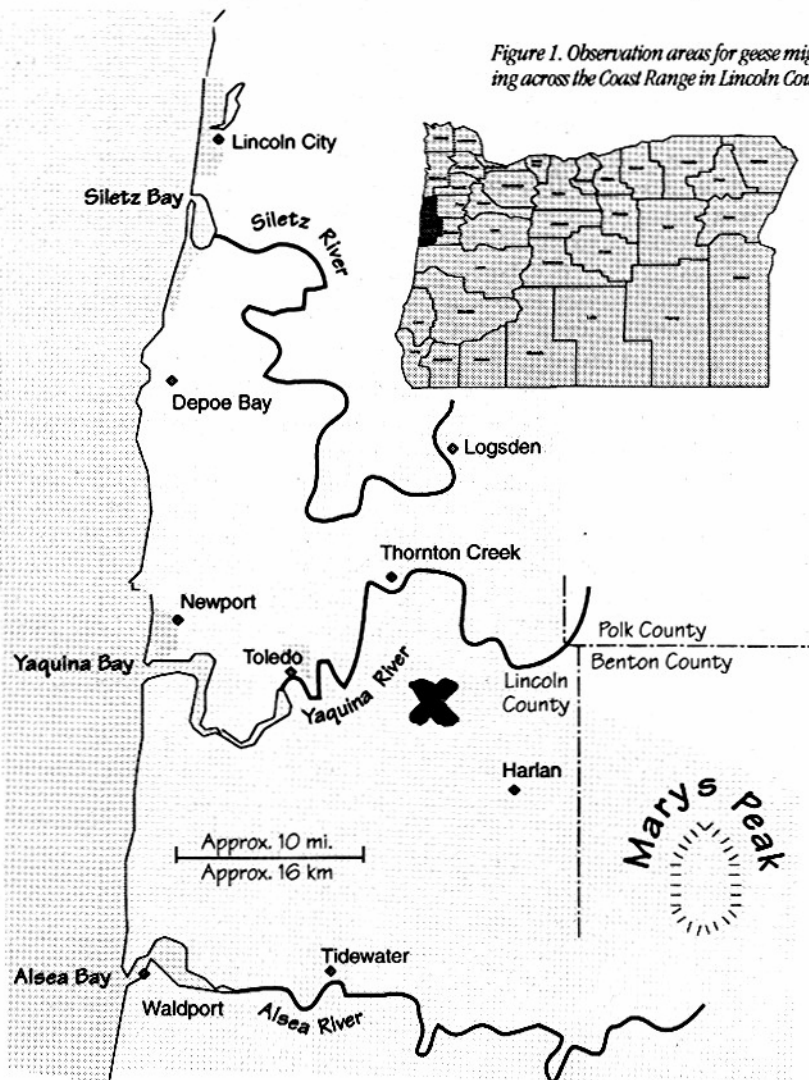 Figure 1. Observation areas for geese mig
ing across the Coast Range in Lincoln Cou
Lincoln City
Siletz Bay
Siletz River
Depoe Bay
Logsden
Thornton Creek
Newport
Polk County
Yaquina Bay
Toledo
Benton County
Yaquina River
Lincoln
County
Harlan
Marys Peak
Approx. 10 mi.
Approx. 16 km
Tidewater
Alsea Bay
Waldport
Alsea River